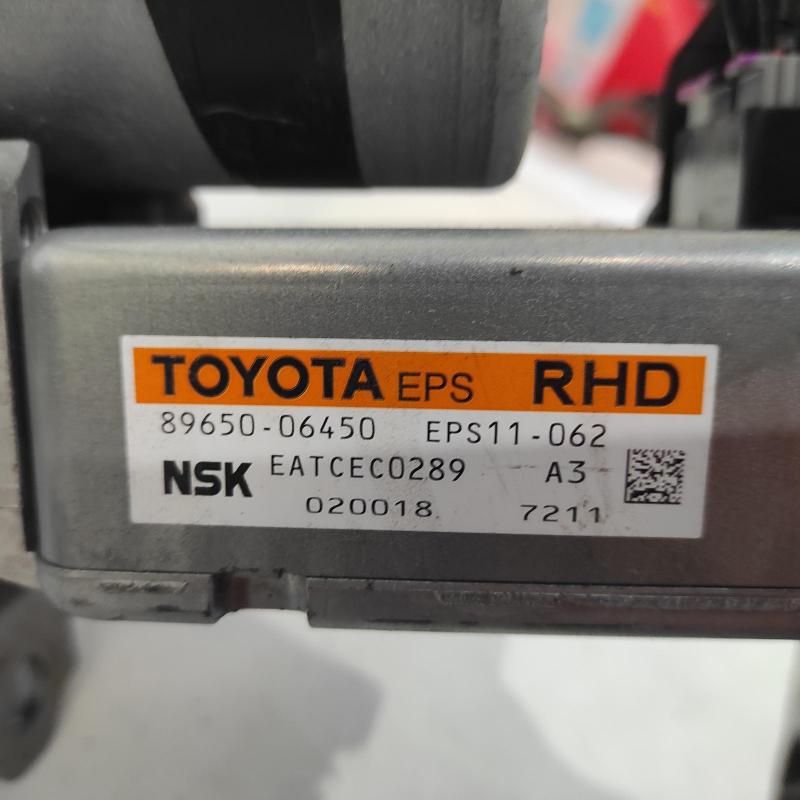 TOYOTA EPS RHD
89650-06450 EPS11-062
NSK EATCEC0289 A3
020018 7211